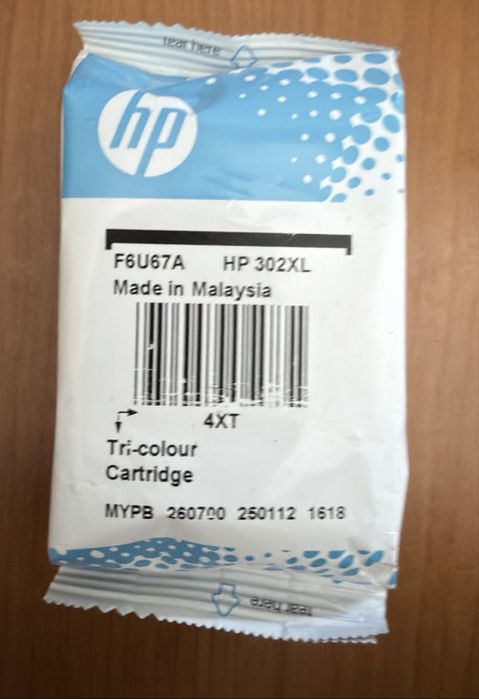 tear here
hp
F6U67A HP 302XL
Made in Malaysia
4XT
Tri-colour
Cartridge
MYPB 260700 250112 1618
tear here